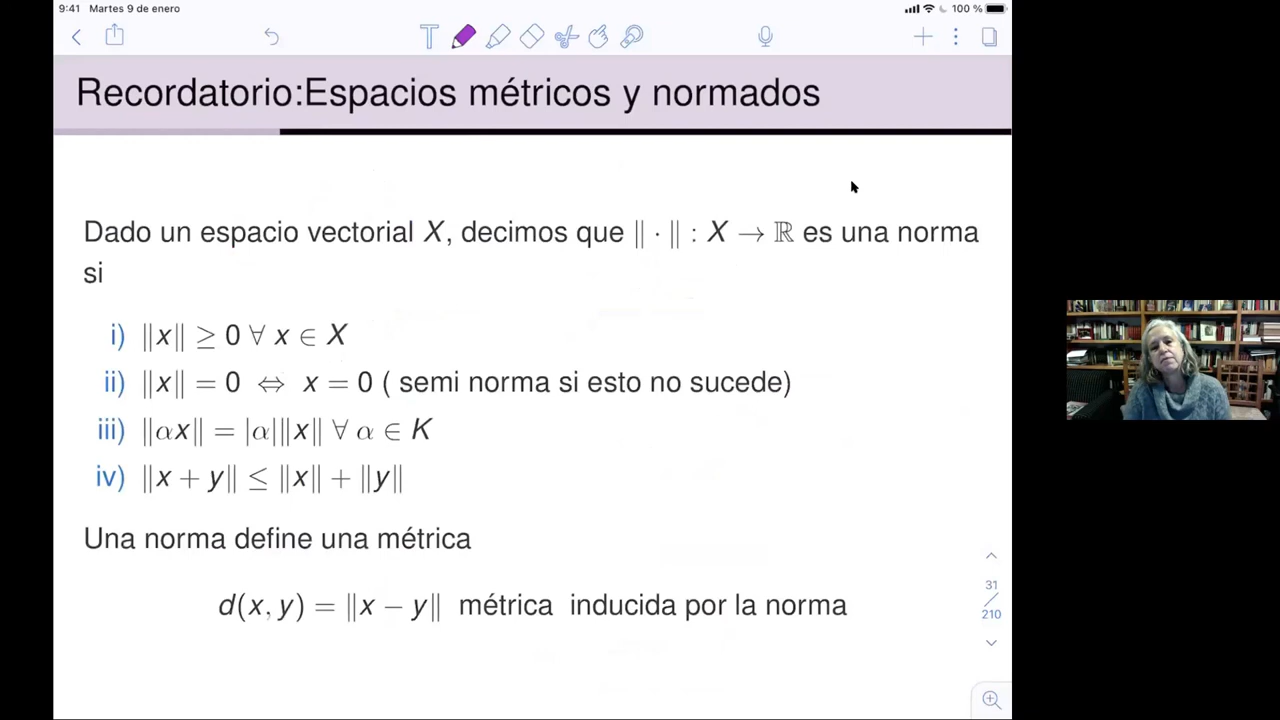 9:41 Martes 9 de enero
100 %
Recordatorio:Espacios métricos y normados
Dado un espacio vectorial X, decimos que ‖ · ‖ : X → ℝ es una norma
si
i) ‖x‖ ≥ 0 ∀ x ∈ X
ii) ‖x‖ = 0 ⇔ x = 0 ( semi norma si esto no sucede)
iii) ‖αx‖ = |α|‖x‖ ∀ α ∈ K
iv) ‖x + y‖ ≤ ‖x‖ + ‖y‖
Una norma define una métrica
d(x, y) = ‖x − y‖ métrica inducida por la norma
31
210